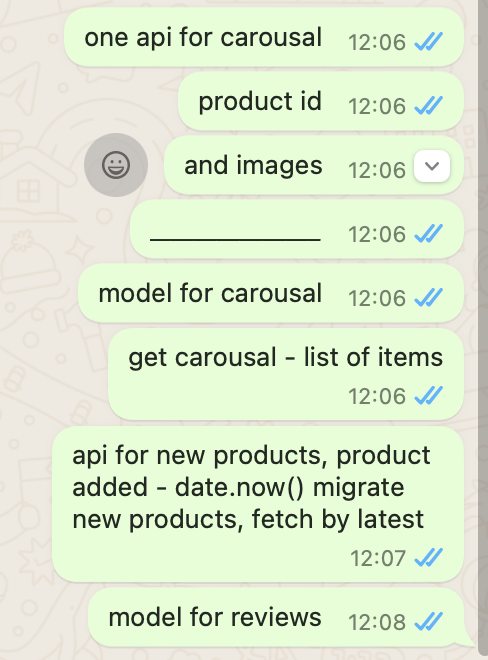 one api for carousal 12:06
product id 12:06
and images 12:06
______________ 12:06
model for carousal 12:06
get carousal - list of items
12:06
api for new products, product
added - date.now() migrate
new products, fetch by latest
12:07
model for reviews 12:08